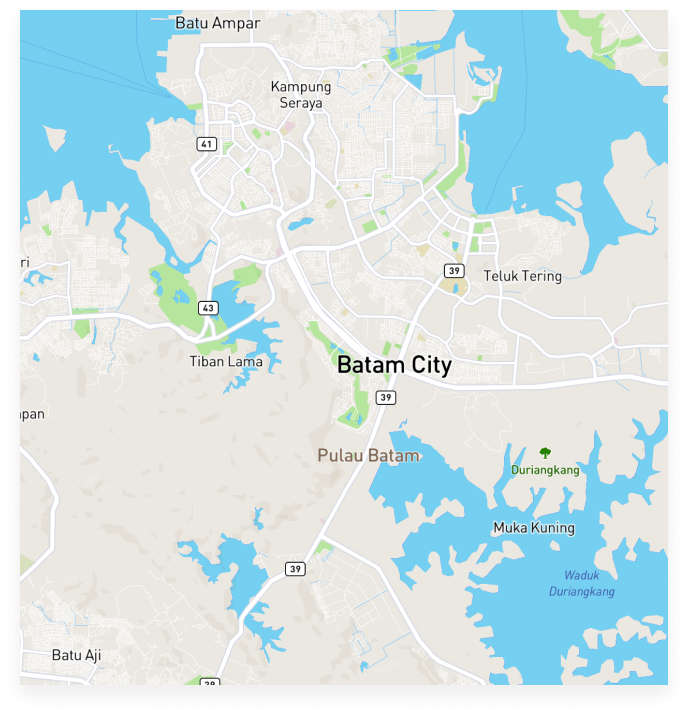 Batu Ampar
Kampung
Seraya
41
ri
39
Teluk Tering
43
Tiban Lama
Batam City
39
pan
Pulau Batam
Duriangkang
Muka Kuning
39
Waduk
Duriangkang
Batu Aji
39